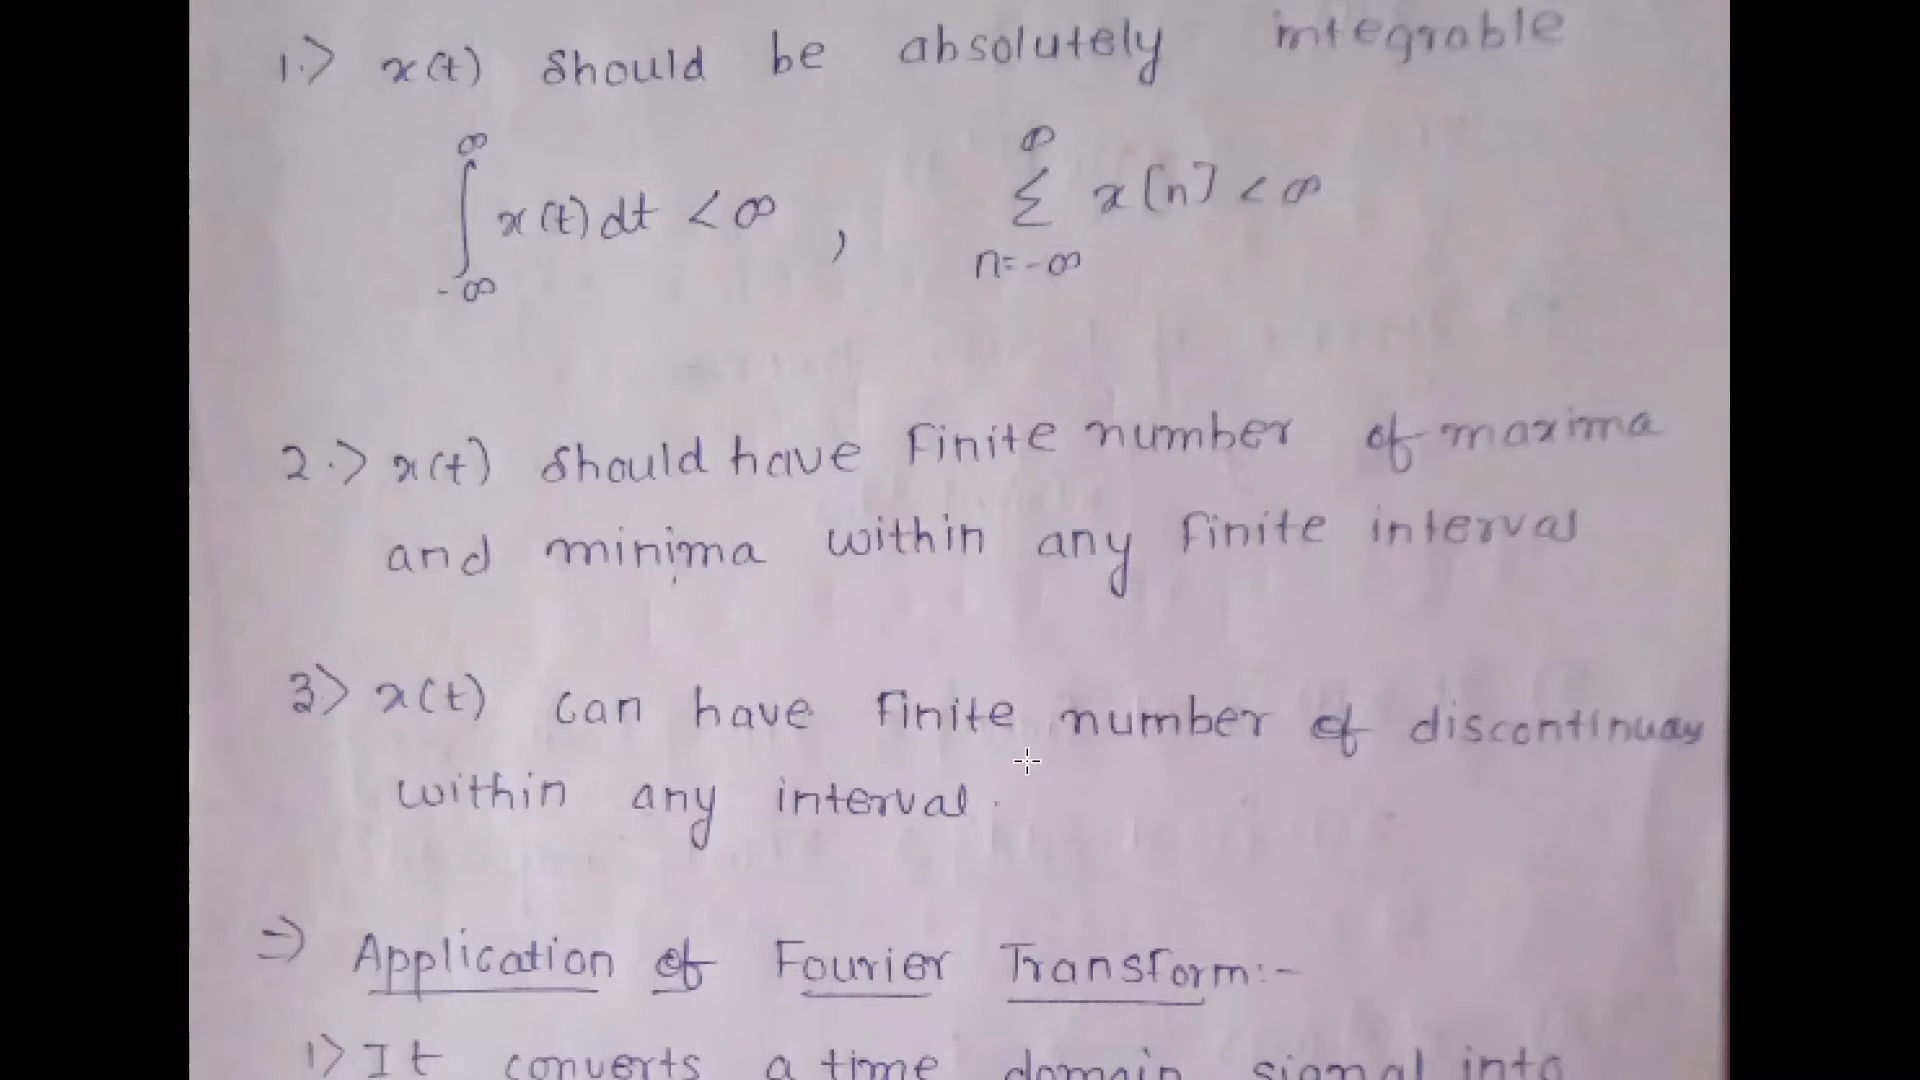 1.> x(t) should be absolutely integrable
∞ ∞
∫ x(t) dt < ∞ , Σ x[n] < ∞
-∞ n=-∞
2.> x(t) should have finite number of maxima
and minima within any finite interval
3> x(t) can have finite number of
within any interval.
⇒ Application of Fourier Transform:-
1> It converts a time domain signal into